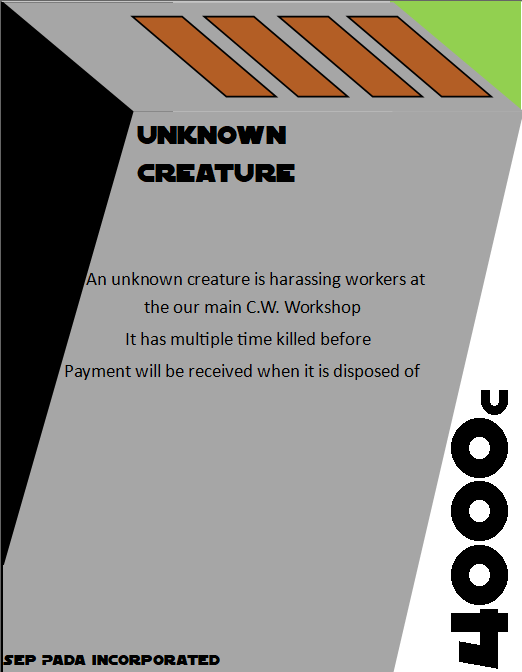 UNKNOWN
CREATURE
An unknown creature is harassing workers at
the our main C.W. Workshop
It has multiple time killed before
Payment will be received when it is disposed of
4000
SEP PADA INCORPORATED